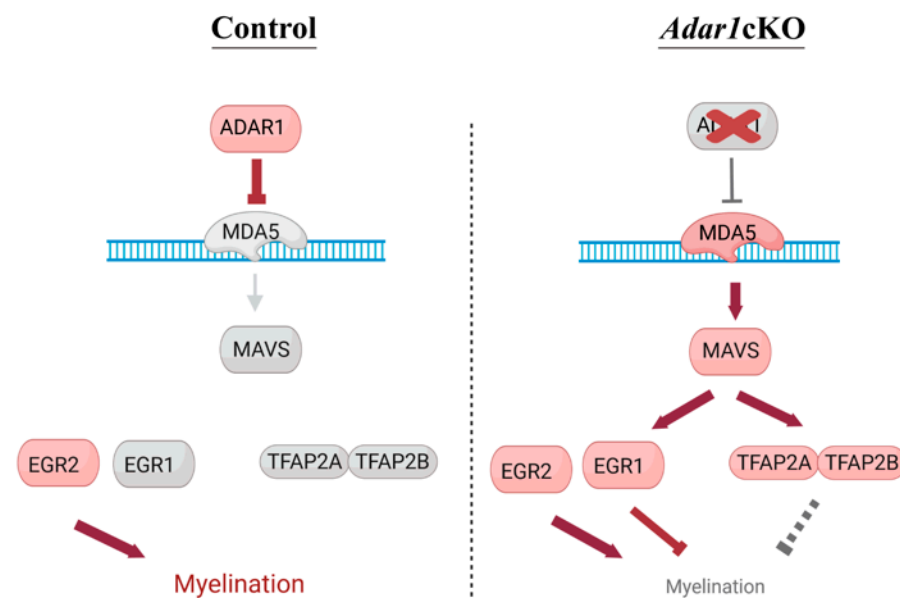 Control
ADAR1
MDA5
MAVS
EGR2
EGR1
TFAP2A
TFAP2B
Myelination
Adar1cKO
MDA5
MAVS
EGR2
EGR1
TFAP2A
TFAP2B
Myelination